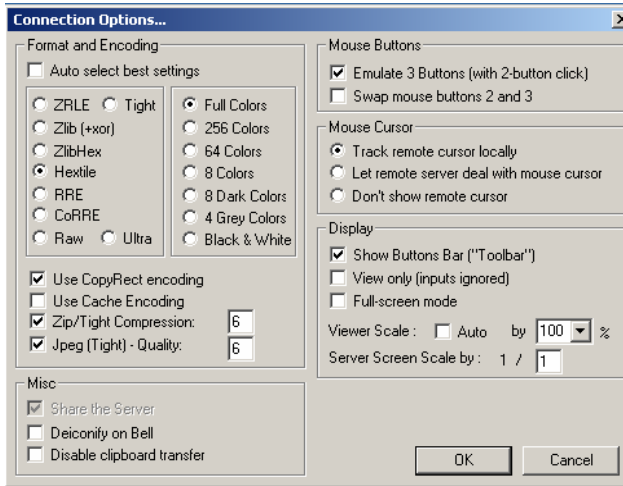 Connection Options...
Format and Encoding
Auto select best settings
ZRLE Tight
Zlib (+xor)
ZlibHex
Hextile
RRE
CoRRE
Raw Ultra
Full Colors
256 Colors
64 Colors
8 Colors
8 Dark Colors
4 Grey Colors
Black & White
Use CopyRect encoding
Use Cache Encoding
Zip/Tight Compression: 6
Jpeg (Tight) - Quality: 6
Misc
Share the Server
Deiconify on Bell
Disable clipboard transfer
Mouse Buttons
Emulate 3 Buttons (with 2-button click)
Swap mouse buttons 2 and 3
Mouse Cursor
Track remote cursor locally
Let remote server deal with mouse cursor
Don't show remote cursor
Display
Show Buttons Bar ("Toolbar")
View only (inputs ignored)
Full-screen mode
Viewer Scale : Auto by 100 %
Server Screen Scale by : 1 / 1
OK Cancel